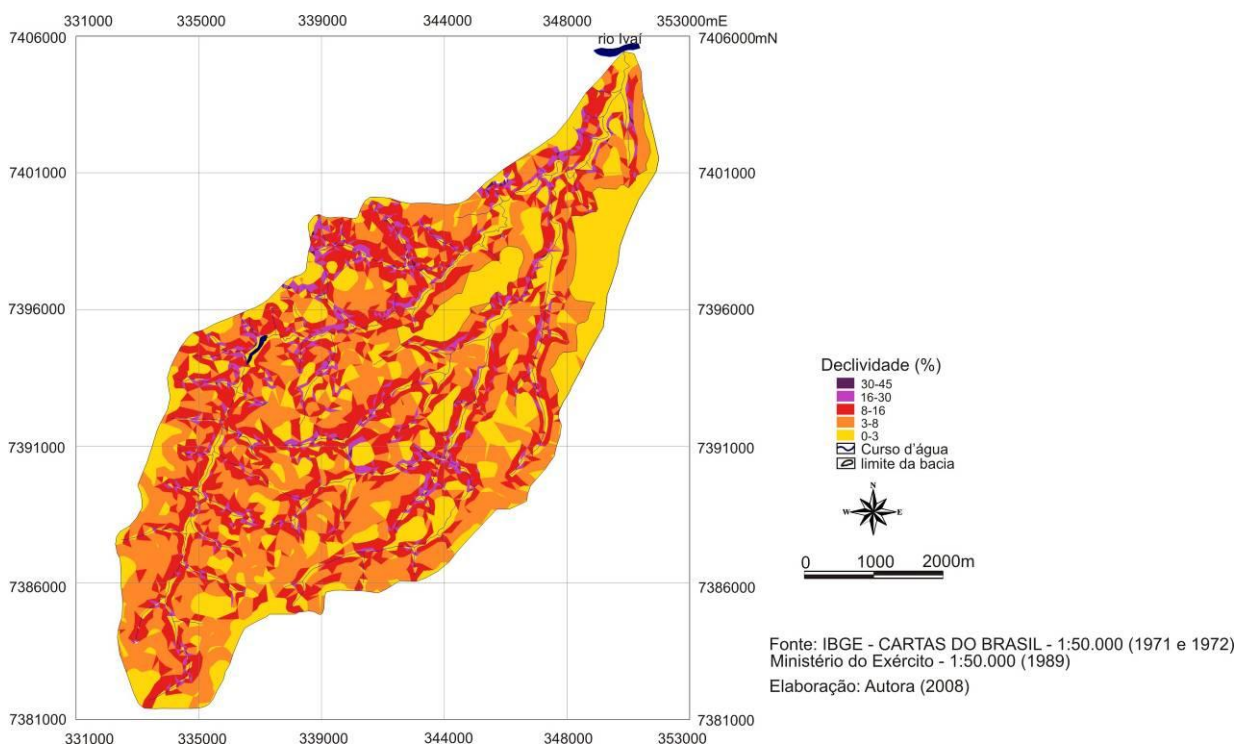 331000 335000 339000 344000 348000 353000mE
7406000 7406000mN
rio Ivaí
7401000 7401000
7396000 7396000
Declividade (%)
30-45
16-30
8-16
3-8
0-3
Curso d'água
limite da bacia
7391000 7391000
N
W E
S
0 1000 2000m
7386000 7386000
Fonte: IBGE - CARTAS DO BRASIL - 1:50.000 (1971 e 1972)
Ministério do Exército - 1:50.000 (1989)
Elaboração: Autora (2008)
7381000 7381000
331000 335000 339000 344000 348000 353000